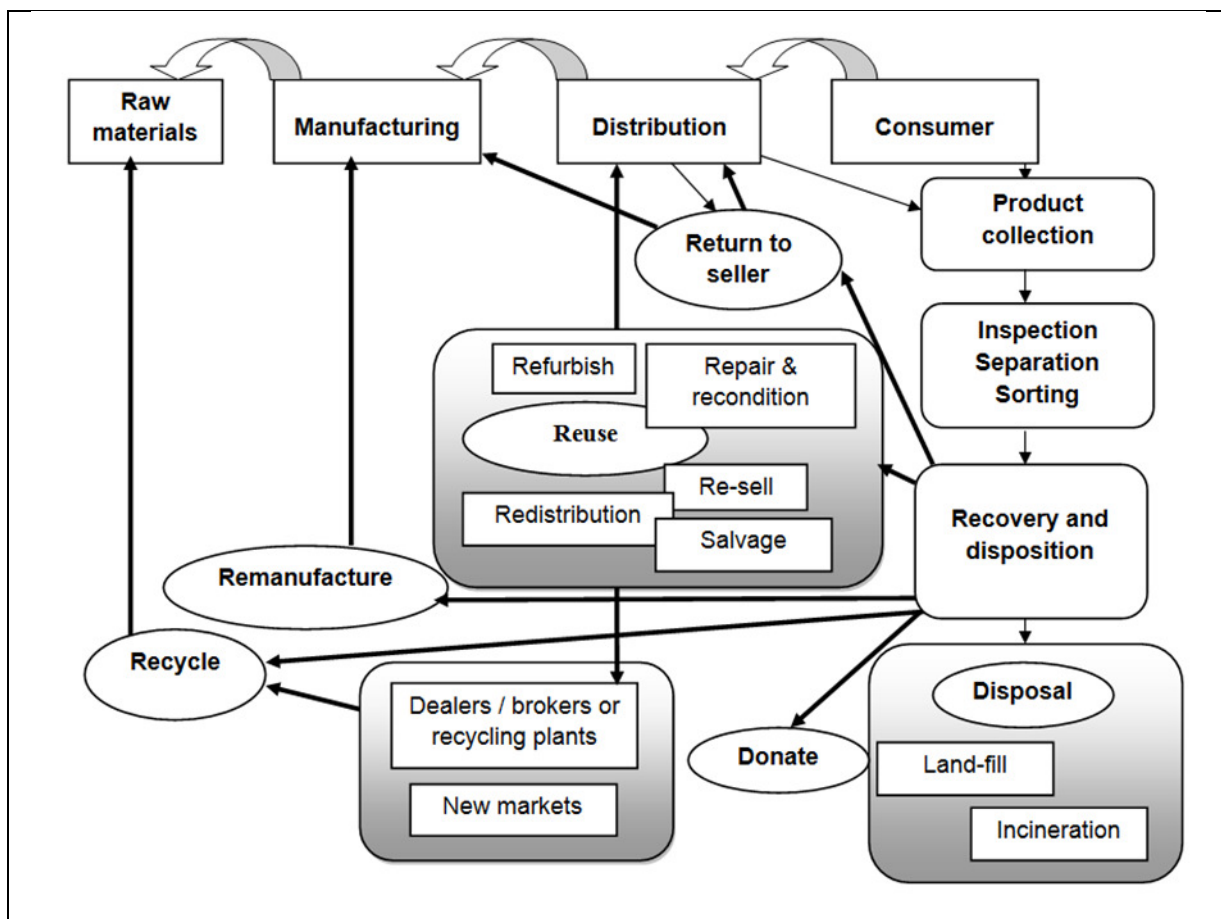 Raw
materials
Manufacturing
Distribution
Consumer
Product
collection
Return to
seller
Inspection
Separation
Sorting
Refurbish
Repair &
recondition
Reuse
Re-sell
Redistribution
Salvage
Recovery and
disposition
Remanufacture
Recycle
Disposal
Dealers / brokers or
recycling plants
Donate
Land-fill
New markets
Incineration